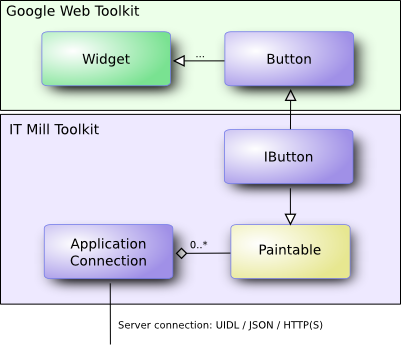 Google Web Toolkit
Widget
...
Button
IT Mill Toolkit
IButton
Application
Connection
0..*
Paintable
Server connection: UIDL / JSON / HTTP(S)